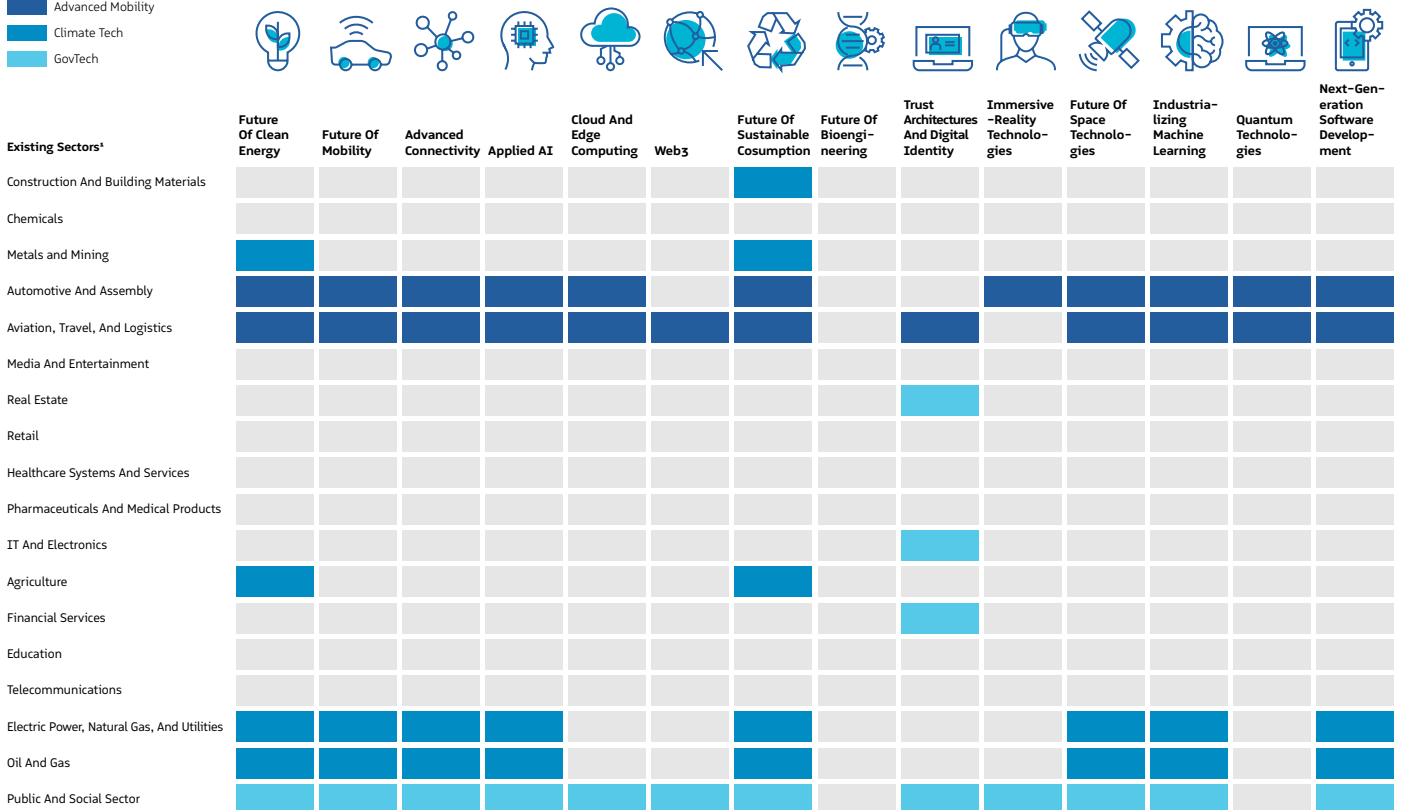 Advanced Mobility
Climate Tech
GovTech
Existing Sectors¹
Future
Of Clean
Energy
Future Of
Mobility
Advanced
Connectivity
Applied AI
Cloud And
Edge
Computing
Web3
Future Of
Sustainable
Cosumption
Future Of
Bioengi-
neering
Trust
Architectures
And Digital
Identity
Immersive
-Reality
Technolo-
gies
Future Of
Space
Technolo-
gies
Industria-
lizing
Machine
Learning
Quantum
Technolo-
gies
Next-Gen-
eration
Software
Develop-
ment
Construction And Building Materials
Chemicals
Metals and Mining
Automotive And Assembly
Aviation, Travel, And Logistics
Media And Entertainment
Real Estate
Retail
Healthcare Systems And Services
Pharmaceuticals And Medical Products
IT And Electronics
Agriculture
Financial Services
Education
Telecommunications
Electric Power, Natural Gas, And Utilities
Oil And Gas
Public And Social Sector